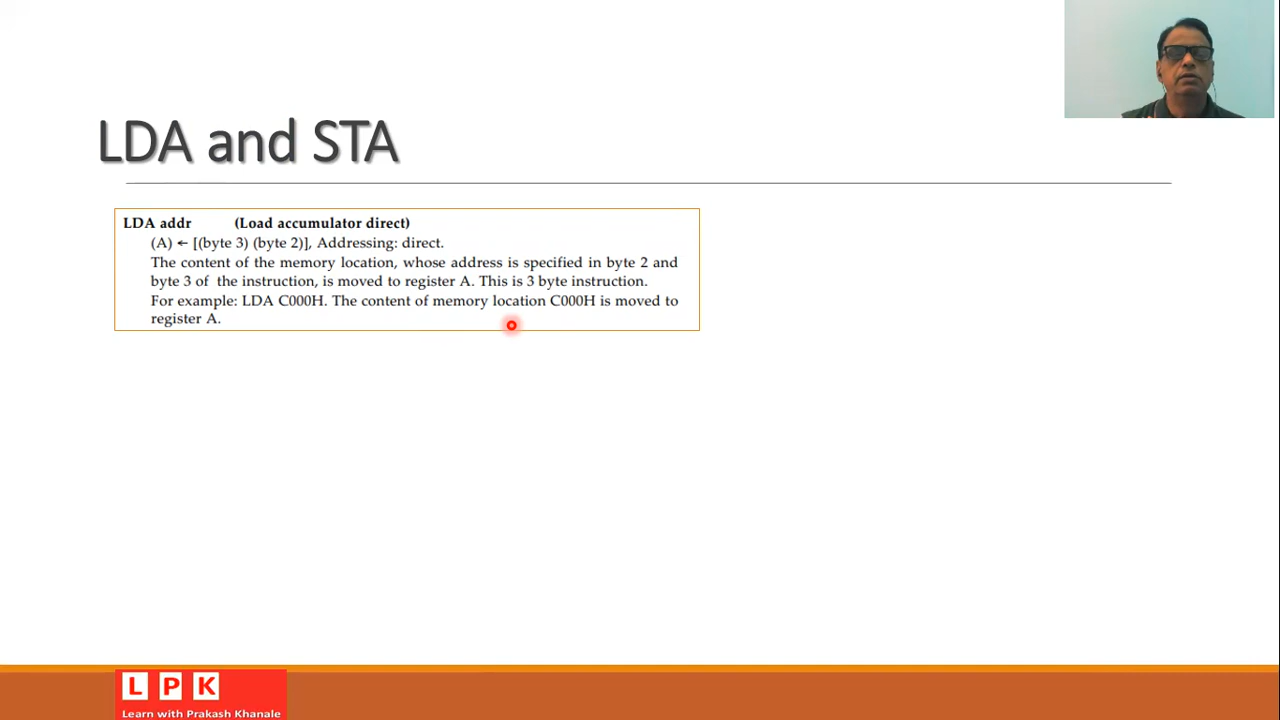 LDA and STA
LDA addr (Load accumulator direct)
(A) ← [(byte 3) (byte 2)], Addressing: direct.
The content of the memory location, whose address is specified in byte 2 and
byte 3 of the instruction, is moved to register A. This is 3 byte instruction.
For example: LDA C000H. The content of memory location C000H is moved to
register A.
L P K
Learn with Prakash Khanale